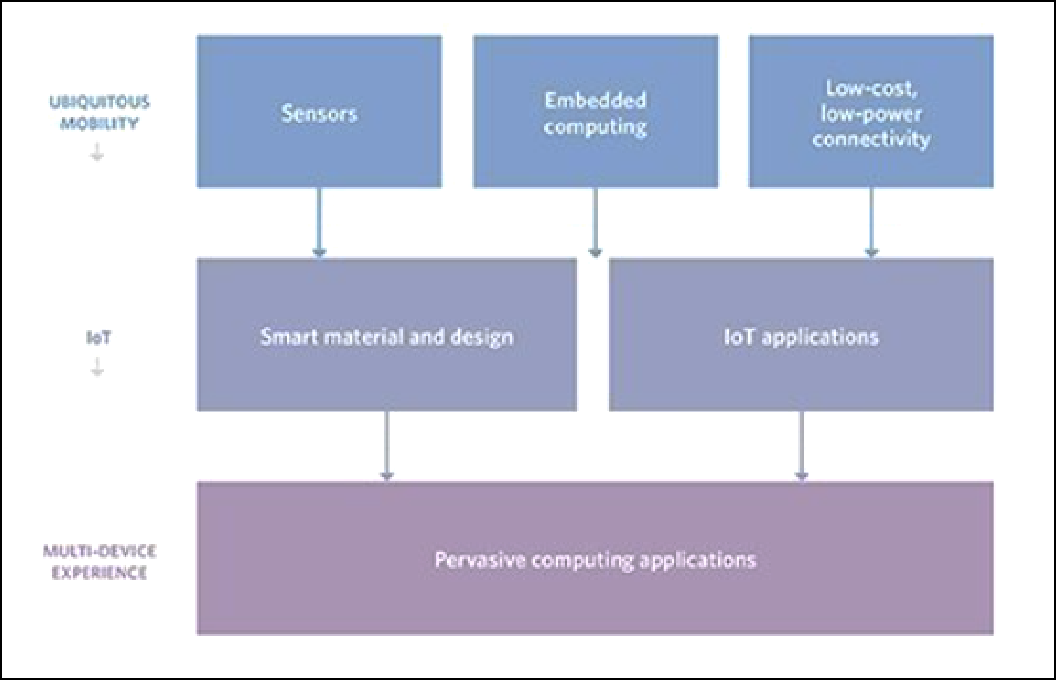 UBIQUITOUS
MOBILITY
Sensors
Embedded
computing
Low-cost,
low-power
connectivity
IoT
Smart material and design
IoT applications
MULTI-DEVICE
EXPERIENCE
Pervasive computing applications